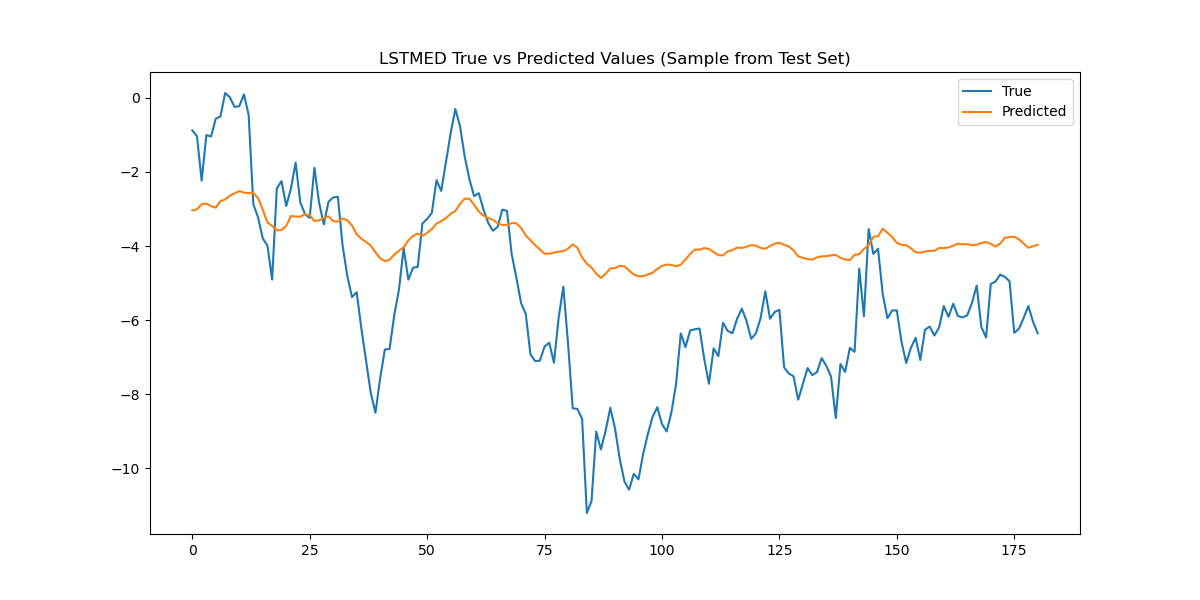 LSTMED True vs Predicted Values (Sample from Test Set)
True
Predicted
0
−2
−4
−6
−8
−10
0 25 50 75 100 125 150 175